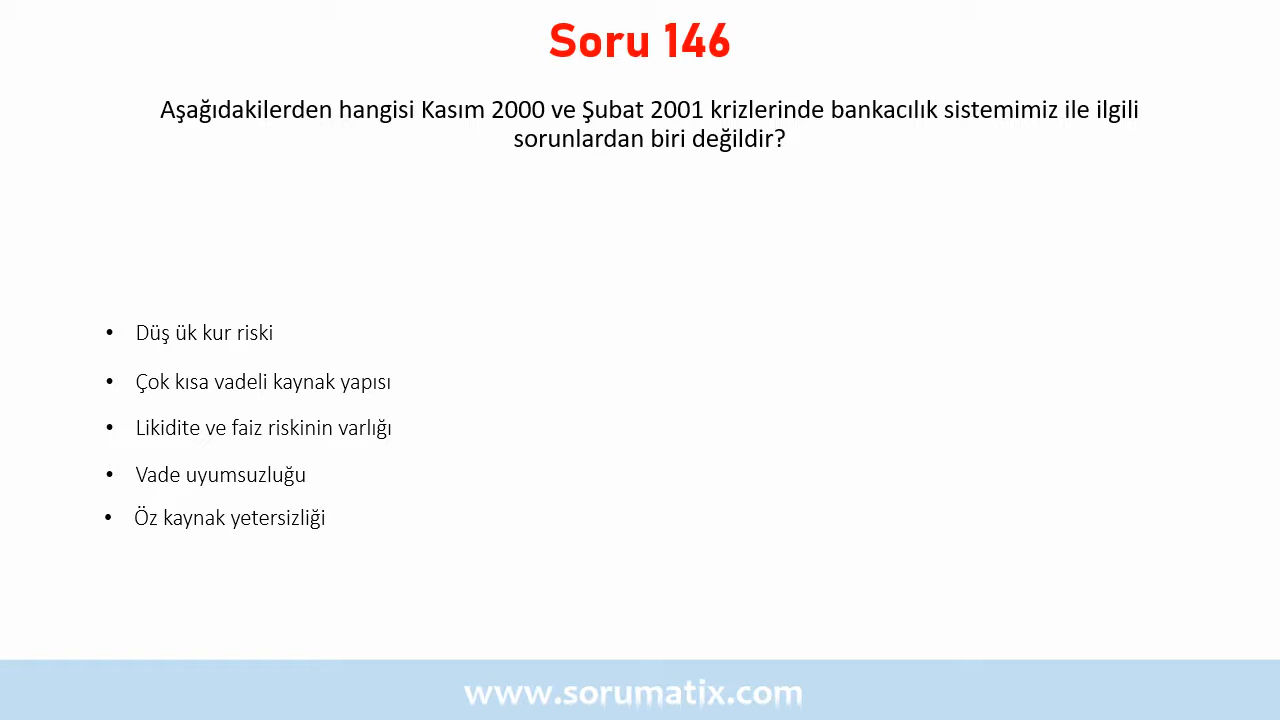 Soru 146
Aşağıdakilerden hangisi Kasım 2000 ve Şubat 2001 krizlerinde bankacılık sistemimiz ile ilgili
sorunlardan biri değildir?
• Düş ük kur riski
• Çok kısa vadeli kaynak yapısı
• Likidite ve faiz riskinin varlığı
• Vade uyumsuzluğu
• Öz kaynak yetersizliği
www.sorumatix.com